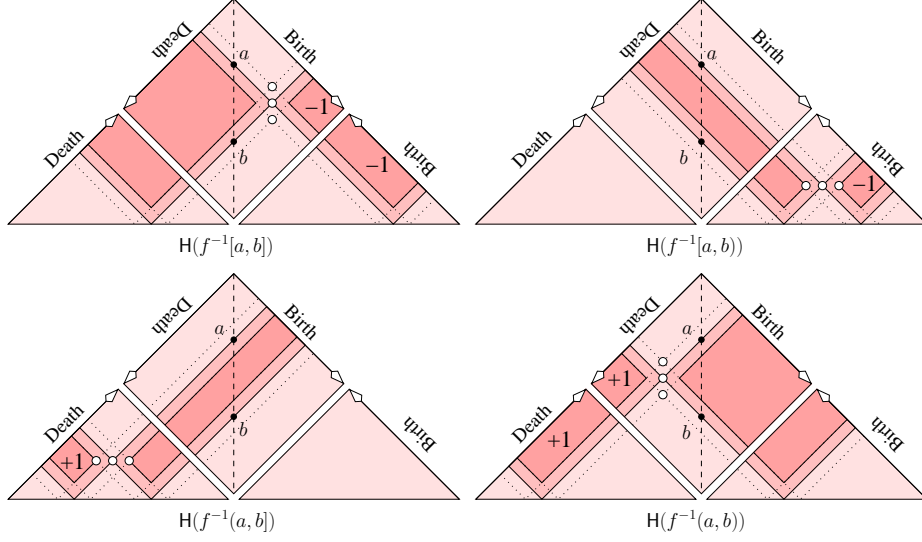 Death
Birth
a
−1
Death
b
−1
Birth
H(f⁻¹[a, b])
Death
Birth
a
b
−1
Birth
H(f⁻¹[a, b))
Death
Birth
a
Death
b
+1
Birth
H(f⁻¹(a, b])
Death
Birth
a
+1
Death
b
+1
Birth
H(f⁻¹(a, b))